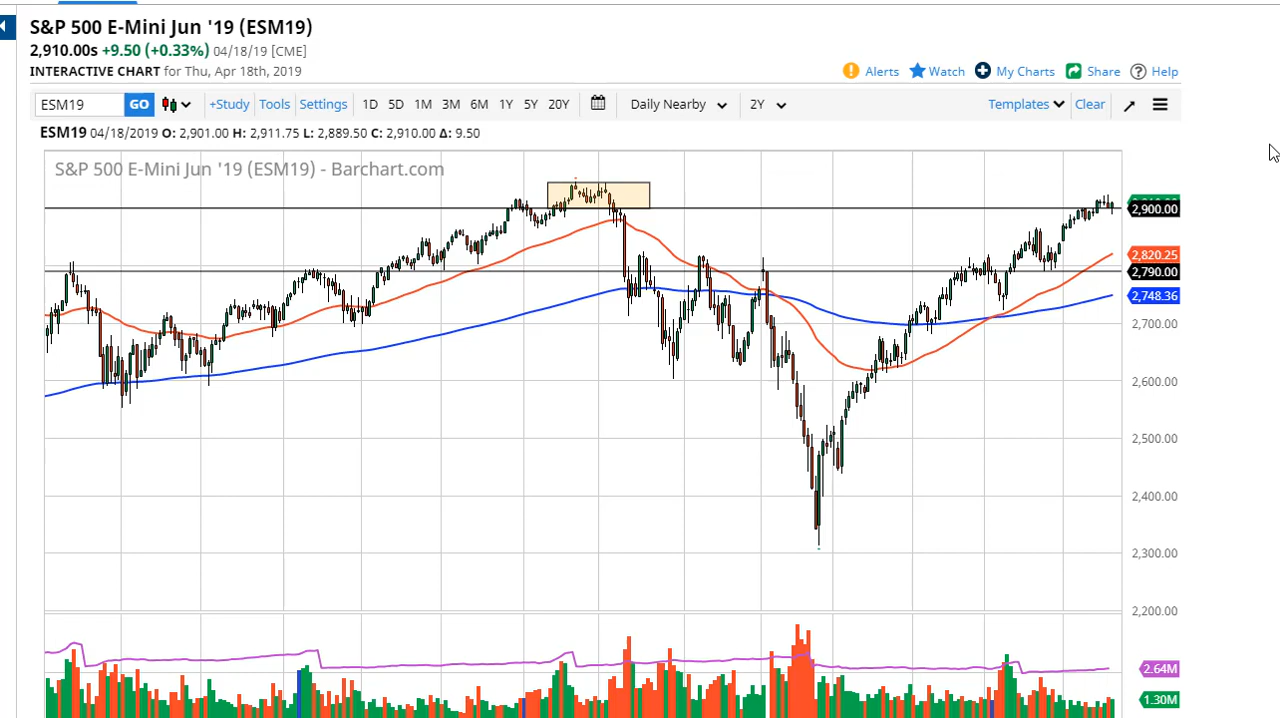 S&P 500 E-Mini Jun '19 (ESM19)
2,910.00s +9.50 (+0.33%) 04/18/19 [CME]
INTERACTIVE CHART for Thu, Apr 18th, 2019
Alerts Watch My Charts Share Help
ESM19 GO +Study Tools Settings 1D 5D 1M 3M 6M 1Y 5Y 20Y Daily Nearby 2Y Templates Clear
ESM19 04/18/2019 O: 2,901.00 H: 2,911.75 L: 2,889.50 C: 2,910.00 Δ: 9.50
S&P 500 E-Mini Jun '19 (ESM19) - Barchart.com
2,900.00
2,820.25
2,790.00
2,748.36
2,700.00
2,600.00
2,500.00
2,400.00
2,300.00
2,200.00
2.64M
1.30M